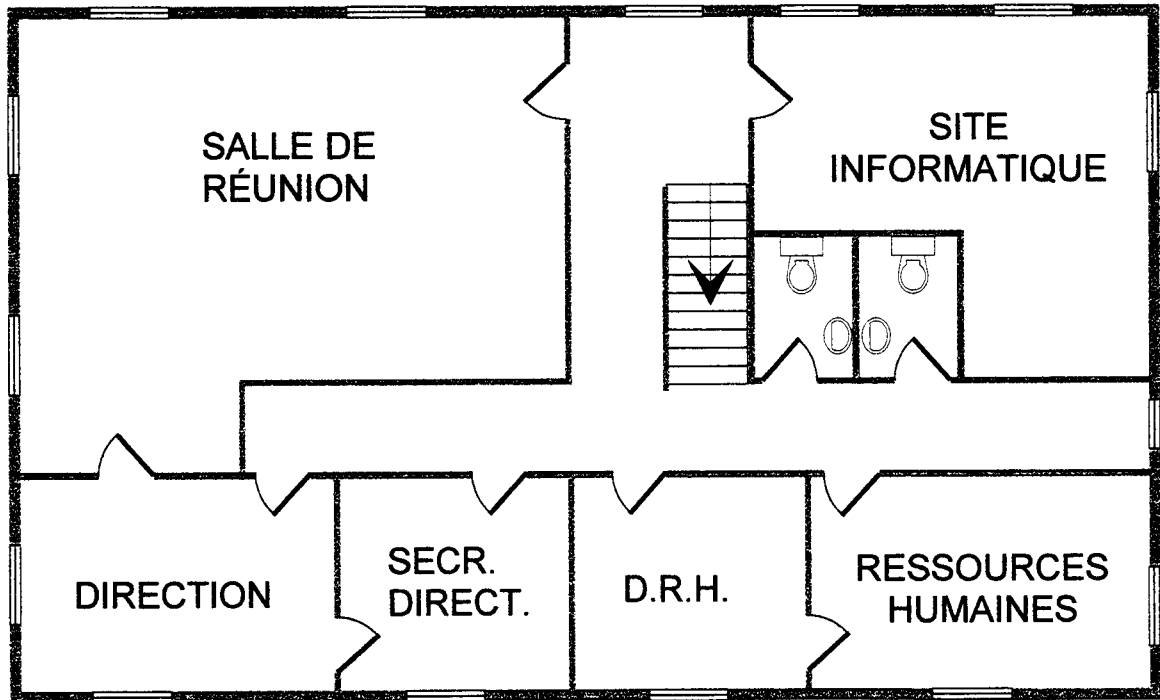 SALLE DE
RÉUNION
SITE
INFORMATIQUE
DIRECTION
SECR.
DIRECT.
D.R.H.
RESSOURCES
HUMAINES